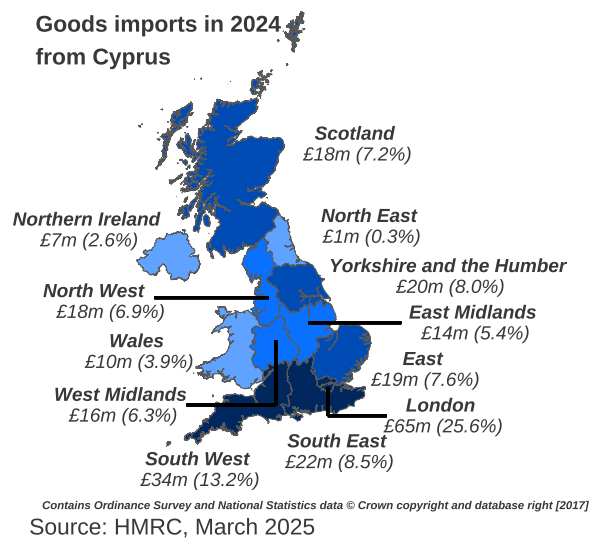 Goods imports in 2024
from Cyprus
Scotland
£18m (7.2%)
Northern Ireland
£7m (2.6%)
North East
£1m (0.3%)
Yorkshire and the Humber
£20m (8.0%)
North West
£18m (6.9%)
East Midlands
£14m (5.4%)
Wales
£10m (3.9%)
East
£19m (7.6%)
West Midlands
£16m (6.3%)
London
£65m (25.6%)
South East
£22m (8.5%)
South West
£34m (13.2%)
Contains Ordinance Survey and National Statistics data © Crown copyright and database right [2017]
Source: HMRC, March 2025